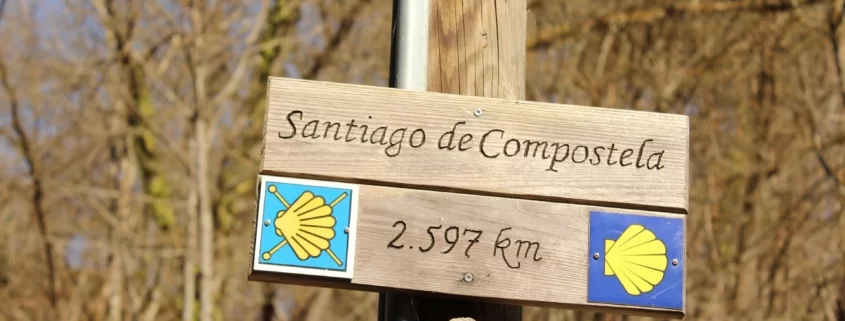 Santiago de Compostela
2.597 km